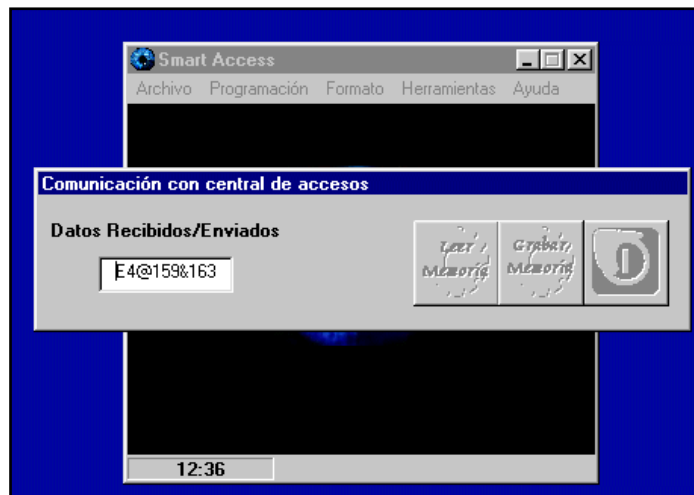 Smart Access
Archivo Programación Formato Herramientas Ayuda
Comunicación con central de accesos
Datos Recibidos/Enviados
E4@159&163
Leer Memoria
Grabar Memoria
12:36